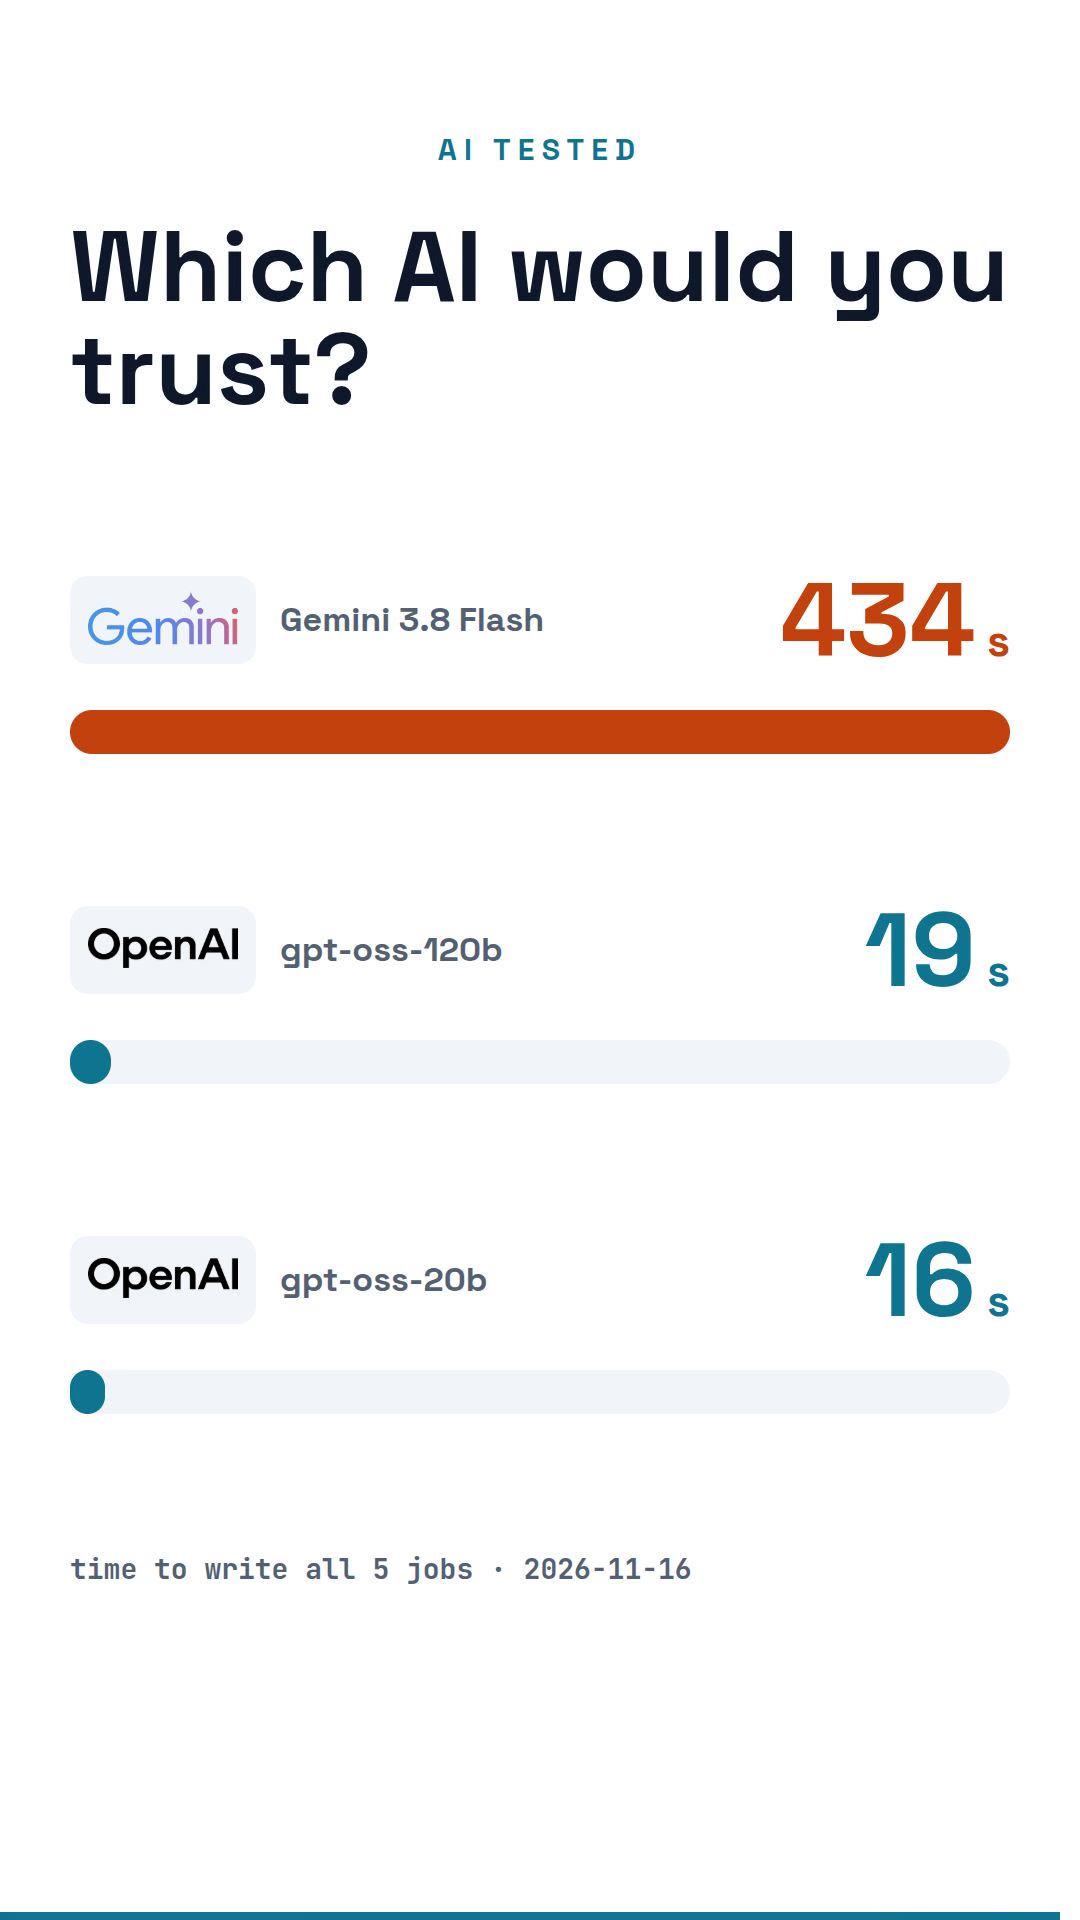 AI TESTED
Which AI would you
trust?
Gemini
Gemini 3.8 Flash
434 s
OpenAI
gpt-oss-120b
19 s
OpenAI
gpt-oss-20b
16 s
time to write all 5 jobs · 2026-11-16